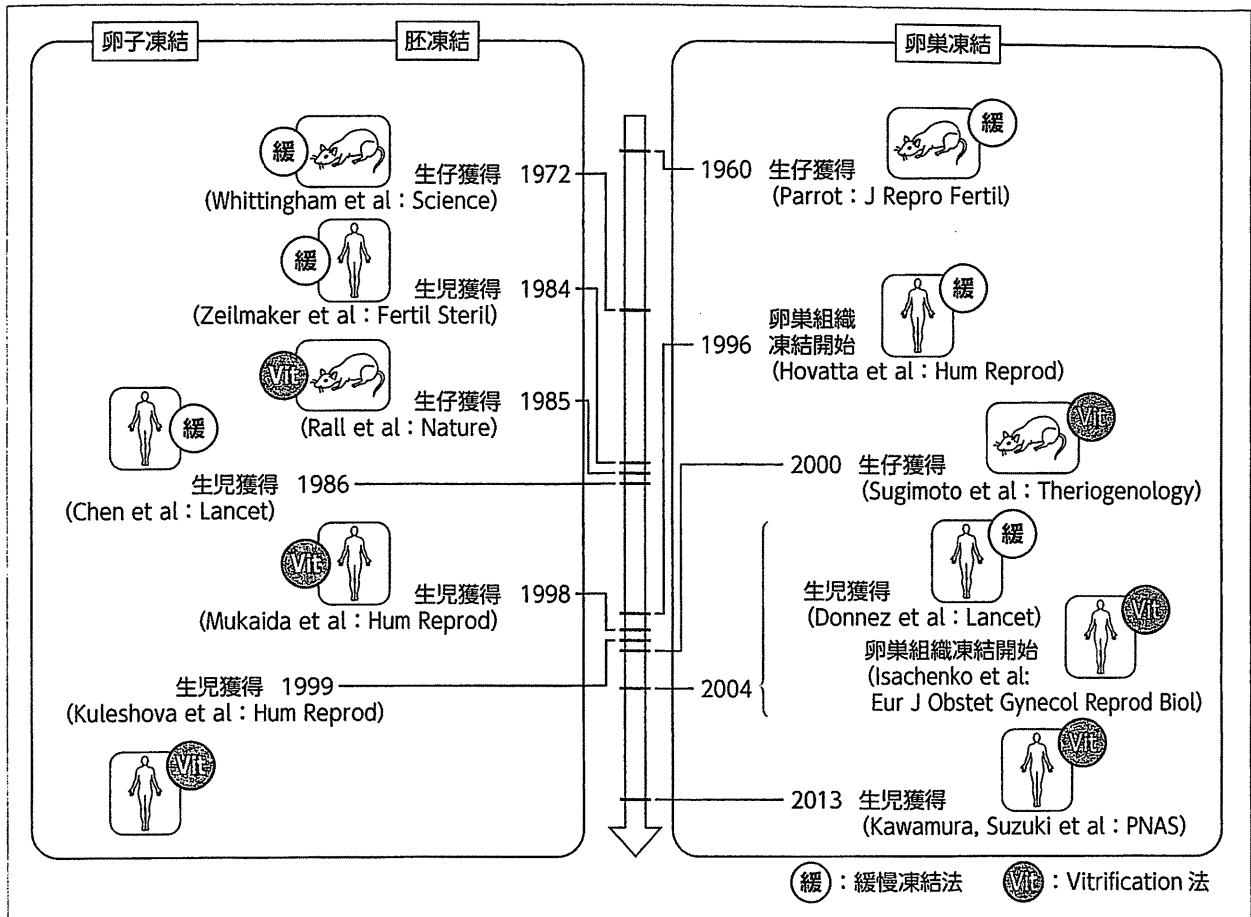 卵子凍結
胚凍結
緩
生仔獲得 1972
(Whittingham et al：Science)
緩
生児獲得 1984
(Zeilmaker et al：Fertil Steril)
Vit
生仔獲得 1985
(Rall et al：Nature)
緩
生児獲得 1986
(Chen et al：Lancet)
Vit
生児獲得 1998
(Mukaida et al：Hum Reprod)
生児獲得 1999
(Kuleshova et al：Hum Reprod)
Vit
卵巣凍結
緩
1960 生仔獲得
(Parrot：J Repro Fertil)
緩
卵巣組織
1996 凍結開始
(Hovatta et al：Hum Reprod)
Vit
2000 生仔獲得
(Sugimoto et al：Theriogenology)
緩
生児獲得
(Donnez et al：Lancet)
Vit
卵巣組織凍結開始
(Isachenko et al:
2004
Eur J Obstet Gynecol Reprod Biol)
Vit
2013 生児獲得
(Kawamura, Suzuki et al：PNAS)
緩：緩慢凍結法 Vit：Vitrification 法